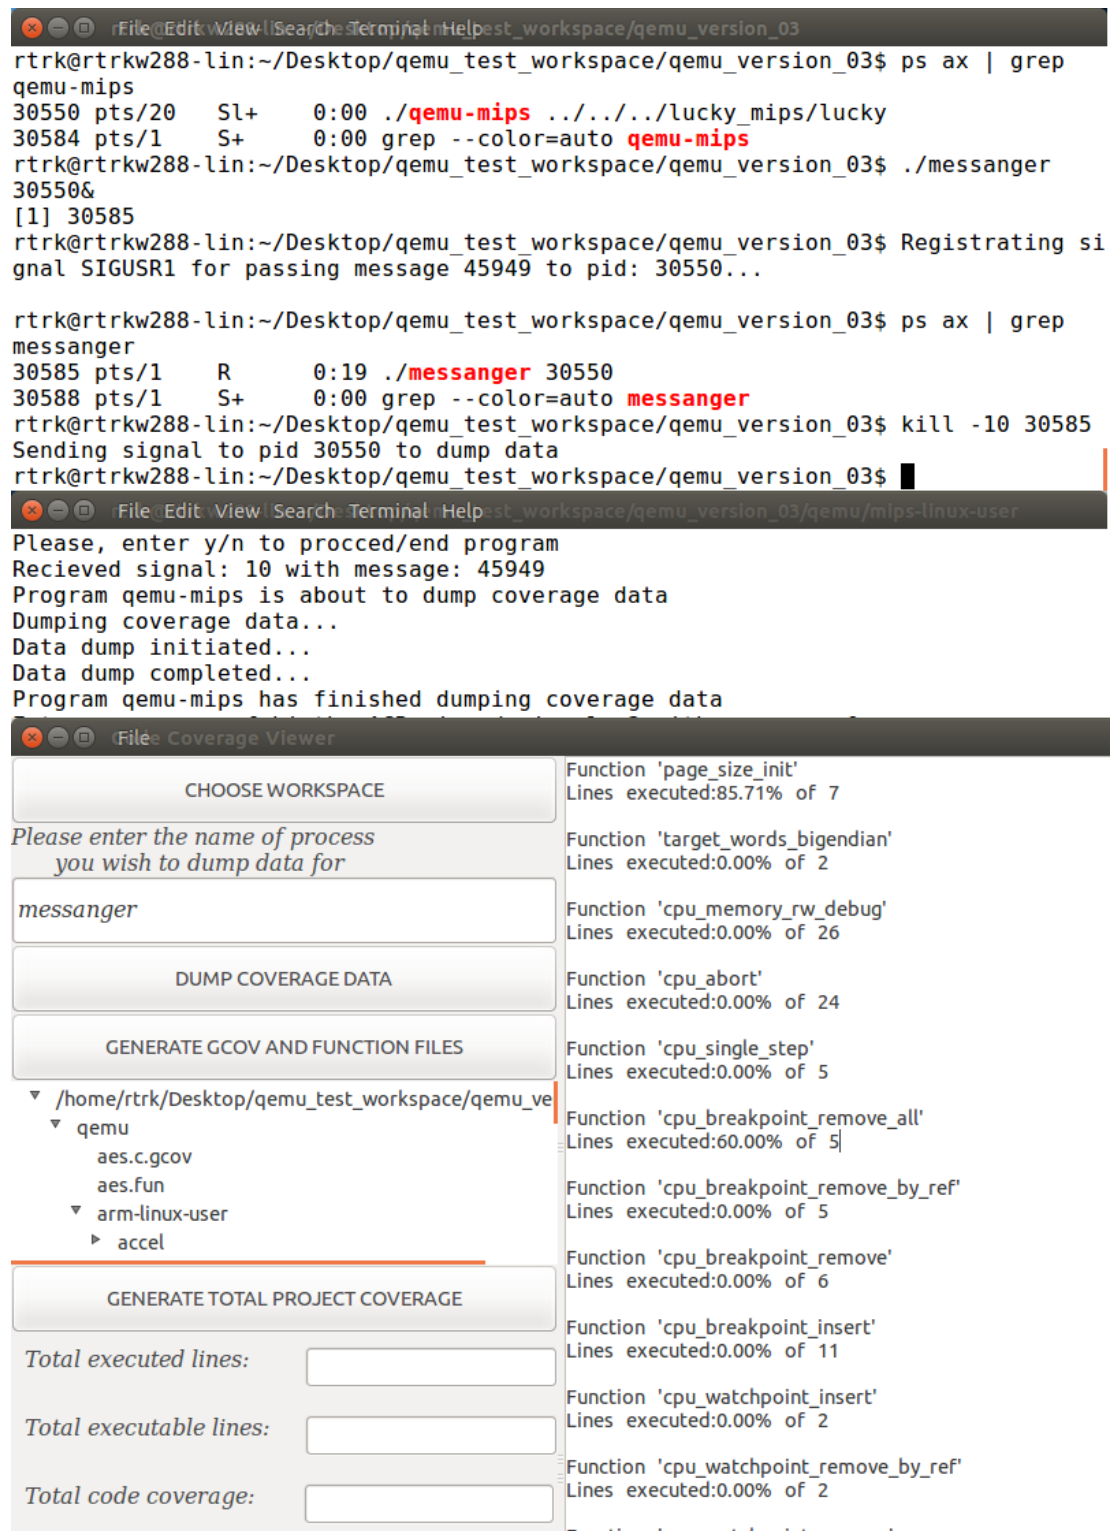 File Edit View Search Terminal Help
rtrk@rtrkw288-lin:~/Desktop/qemu_test_workspace/qemu_version_03$ ps ax | grep
qemu-mips
30550 pts/20   Sl+    0:00 ./qemu-mips ../../../lucky_mips/lucky
30584 pts/1    S+     0:00 grep --color=auto qemu-mips
rtrk@rtrkw288-lin:~/Desktop/qemu_test_workspace/qemu_version_03$ ./messanger
30550&
[1] 30585
rtrk@rtrkw288-lin:~/Desktop/qemu_test_workspace/qemu_version_03$ Registrating si
gnal SIGUSR1 for passing message 45949 to pid: 30550...
rtrk@rtrkw288-lin:~/Desktop/qemu_test_workspace/qemu_version_03$ ps ax | grep
messanger
30585 pts/1    R      0:19 ./messanger 30550
30588 pts/1    S+     0:00 grep --color=auto messanger
rtrk@rtrkw288-lin:~/Desktop/qemu_test_workspace/qemu_version_03$ kill -10 30585
Sending signal to pid 30550 to dump data
rtrk@rtrkw288-lin:~/Desktop/qemu_test_workspace/qemu_version_03$
File Edit View Search Terminal Help
Please, enter y/n to procced/end program
Recieved signal: 10 with message: 45949
Program qemu-mips is about to dump coverage data
Dumping coverage data...
Data dump initiated...
Data dump completed...
Program qemu-mips has finished dumping coverage data
File Coverage Viewer
CHOOSE WORKSPACE
Please enter the name of process
you wish to dump data for
messanger
DUMP COVERAGE DATA
GENERATE GCOV AND FUNCTION FILES
/home/rtrk/Desktop/qemu_test_workspace/qemu_ve
qemu
aes.c.gcov
aes.fun
arm-linux-user
accel
GENERATE TOTAL PROJECT COVERAGE
Total executed lines:
Total executable lines:
Total code coverage:
Function 'page_size_init'
Lines executed:85.71% of 7
Function 'target_words_bigendian'
Lines executed:0.00% of 2
Function 'cpu_memory_rw_debug'
Lines executed:0.00% of 26
Function 'cpu_abort'
Lines executed:0.00% of 24
Function 'cpu_single_step'
Lines executed:0.00% of 5
Function 'cpu_breakpoint_remove_all'
Lines executed:60.00% of 5
Function 'cpu_breakpoint_remove_by_ref'
Lines executed:0.00% of 5
Function 'cpu_breakpoint_remove'
Lines executed:0.00% of 6
Function 'cpu_breakpoint_insert'
Lines executed:0.00% of 11
Function 'cpu_watchpoint_insert'
Lines executed:0.00% of 2
Function 'cpu_watchpoint_remove_by_ref'
Lines executed:0.00% of 2